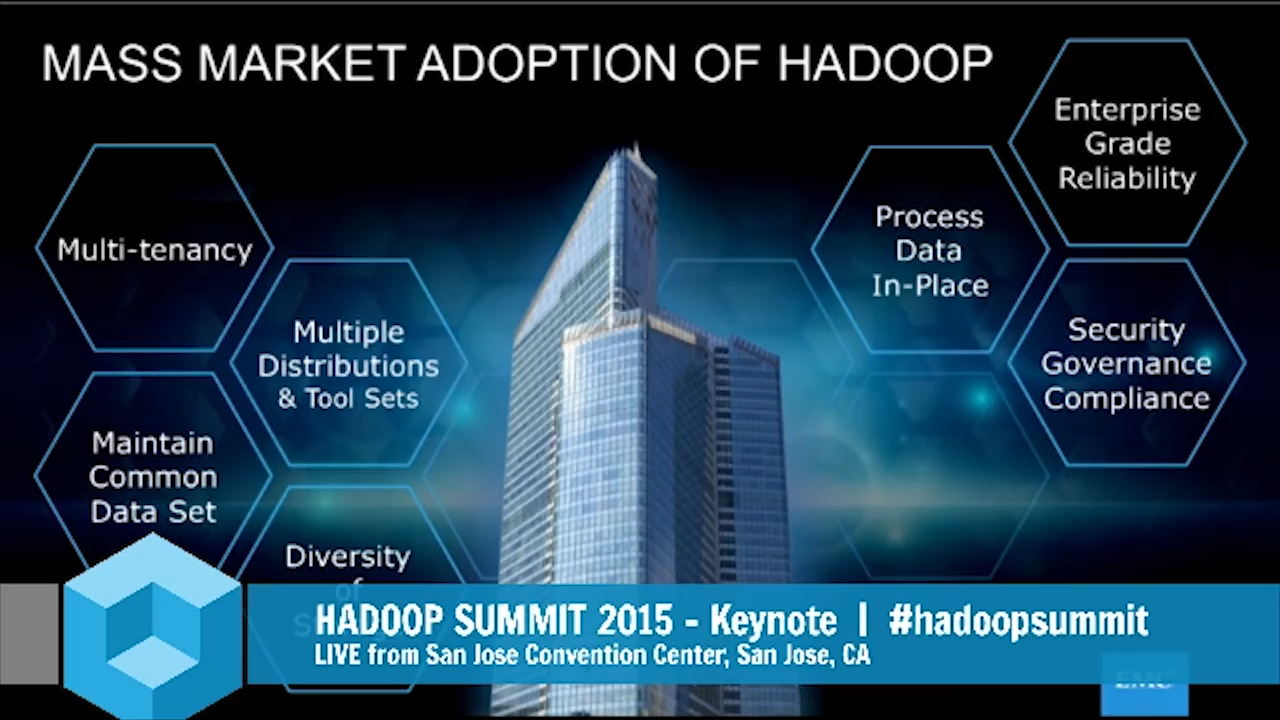 MASS MARKET ADOPTION OF HADOOP
Enterprise
Grade
Reliability
Multi-tenancy
Process
Data
In-Place
Multiple
Distributions
& Tool Sets
Security
Governance
Compliance
Maintain
Common
Data Set
Diversity
of
HADOOP SUMMIT 2015 - Keynote | #hadoopsummit
LIVE from San Jose Convention Center, San Jose, CA
EMC